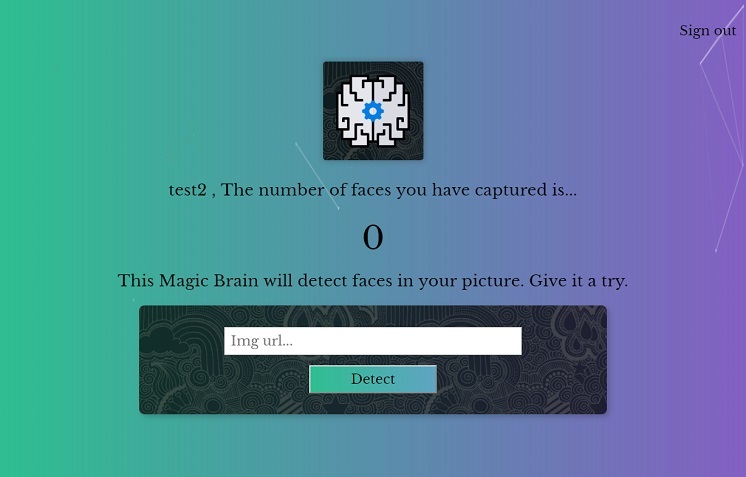 Sign out
test2 , The number of faces you have captured is...
0
This Magic Brain will detect faces in your picture. Give it a try.
Img url...
Detect